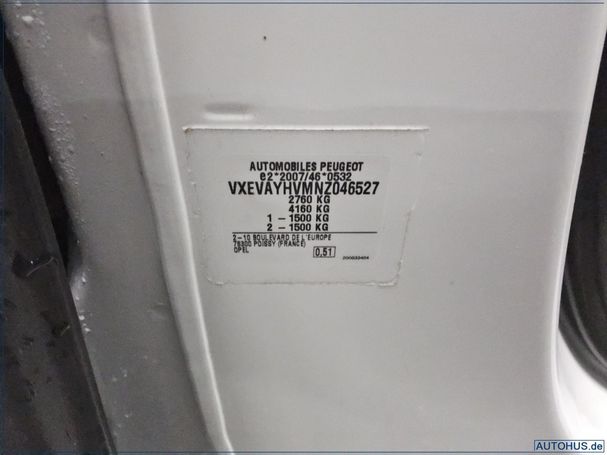 AUTOMOBILES PEUGEOT
e2*2007/46*0532
VXEVAYHVMNZ046527
2760 KG
4160 KG
1 - 1500 KG
2 - 1500 KG
2-10 BOULEVARD DE L'EUROPE
78300 POISSY (FRANCE)
OPEL
0.51
AUTOHUS.de